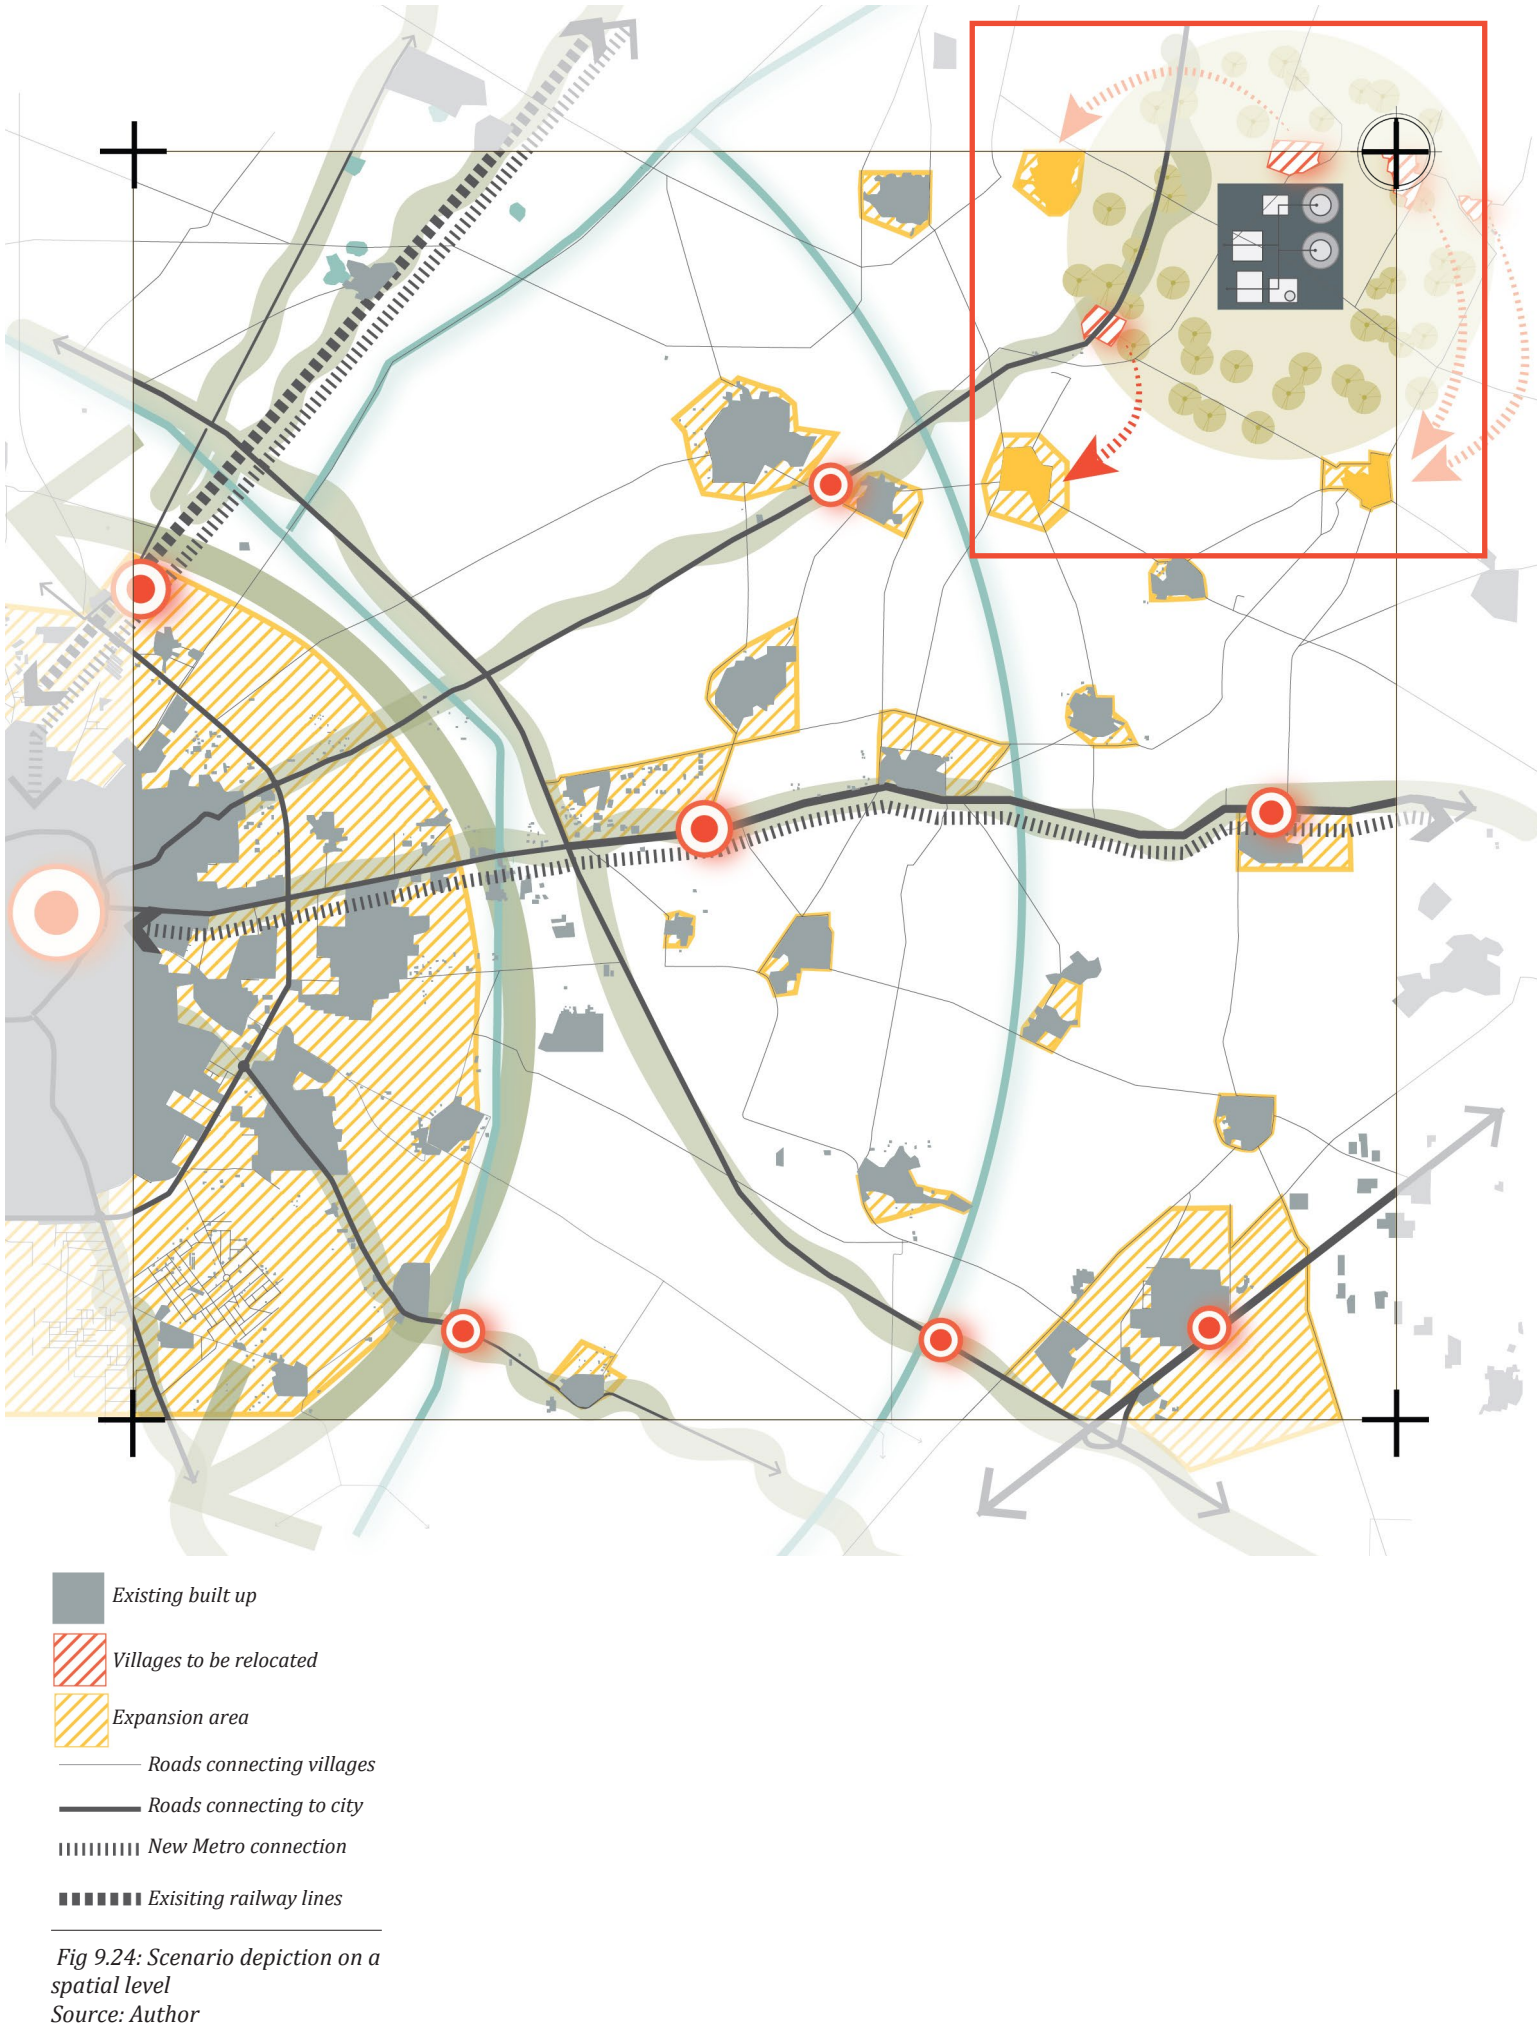 Existing built up
Villages to be relocated
Expansion area
Roads connecting villages
Roads connecting to city
New Metro connection
Exisiting railway lines
Fig 9.24: Scenario depiction on a
spatial level
Source: Author